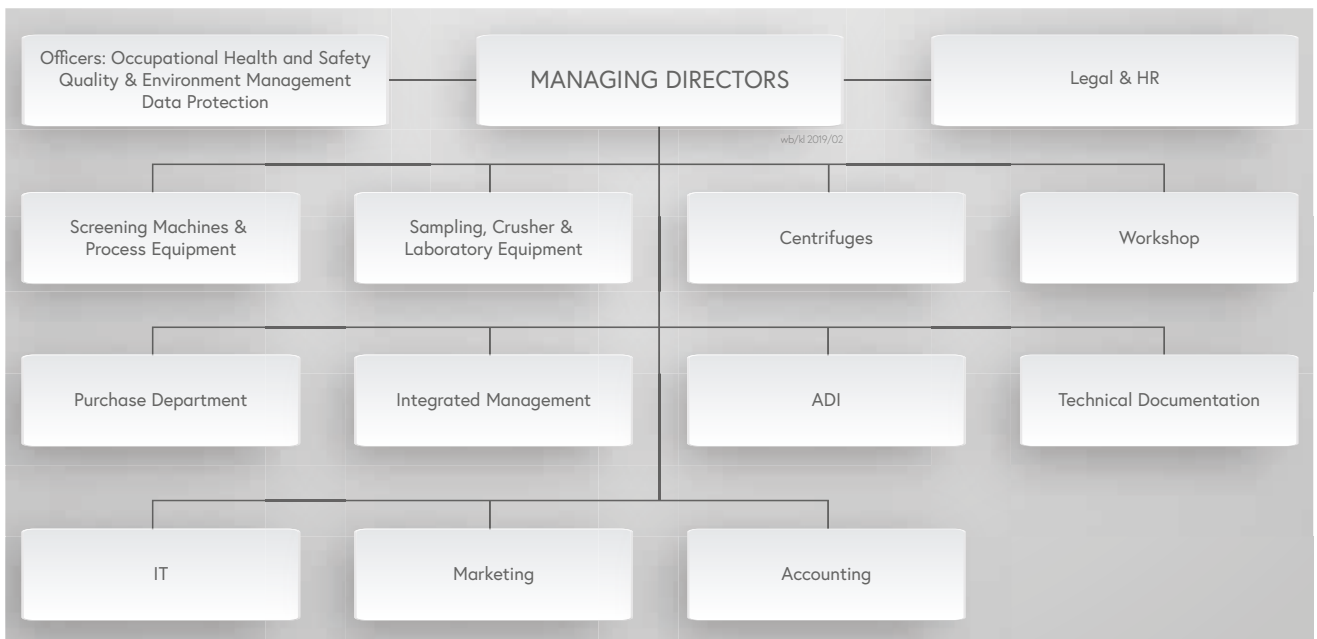 Officers: Occupational Health and Safety
Quality & Environment Management
Data Protection
MANAGING DIRECTORS
Legal & HR
wb/kl 2019/02
Screening Machines &
Process Equipment
Sampling, Crusher &
Laboratory Equipment
Centrifuges
Workshop
Purchase Department
Integrated Management
ADI
Technical Documentation
IT
Marketing
Accounting